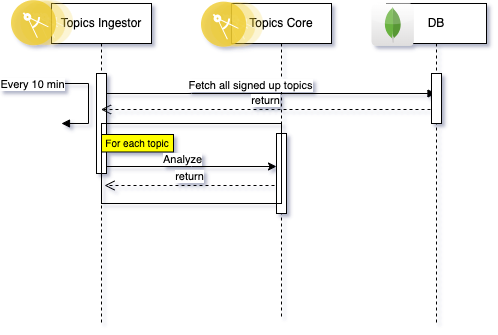 Topics Ingestor
Topics Core
DB
Every 10 min
Fetch all signed up topics
return
For each topic
Analyze
return